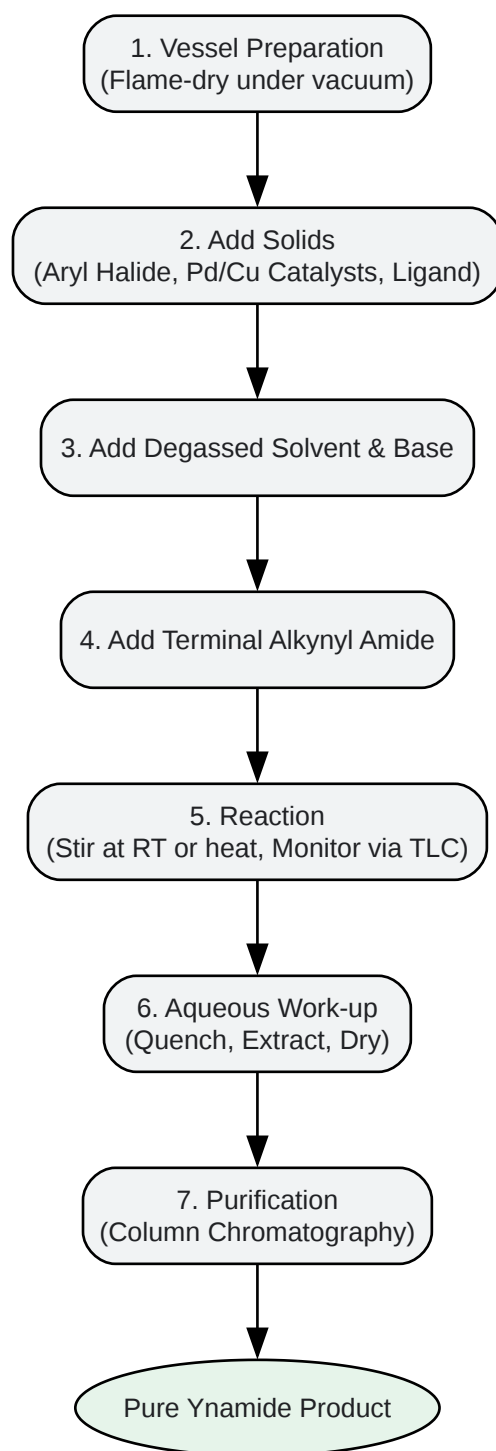 1. Vessel Preparation
(Flame-dry under vacuum)
2. Add Solids
(Aryl Halide, Pd/Cu Catalysts, Ligand)
3. Add Degassed Solvent & Base
4. Add Terminal Alkynyl Amide
5. Reaction
(Stir at RT or heat, Monitor via TLC)
6. Aqueous Work-up
(Quench, Extract, Dry)
7. Purification
(Column Chromatography)
Pure Ynamide Product